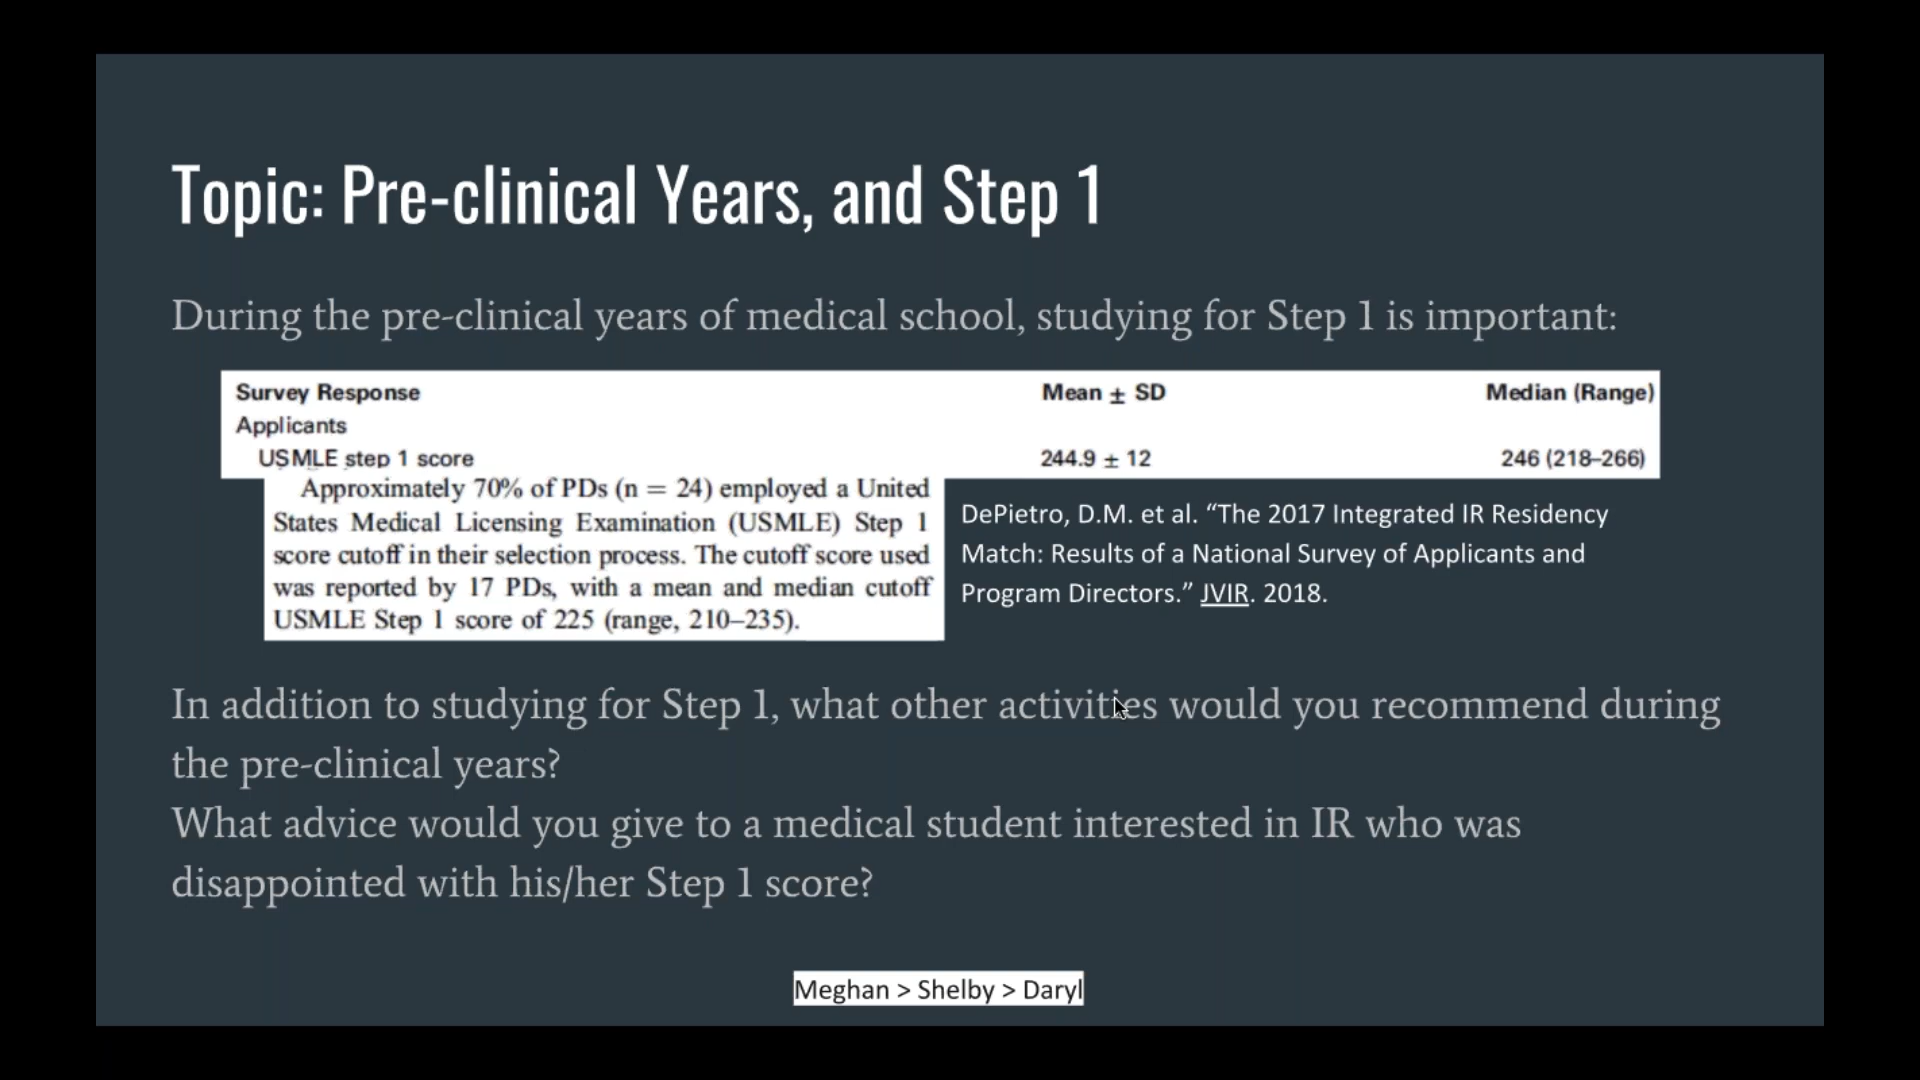 Topic: Pre-clinical Years, and Step 1
During the pre-clinical years of medical school, studying for Step 1 is important:
Survey Response Mean ± SD Median (Range)
Applicants
USMLE step 1 score 244.9 ± 12 246 (218–266)
Approximately 70% of PDs (n = 24) employed a United
States Medical Licensing Examination (USMLE) Step 1
score cutoff in their selection process. The cutoff score used
was reported by 17 PDs, with a mean and median cutoff
USMLE Step 1 score of 225 (range, 210–235).
DePietro, D.M. et al. “The 2017 Integrated IR Residency
Match: Results of a National Survey of Applicants and
Program Directors.” JVIR. 2018.
In addition to studying for Step 1, what other activities would you recommend during
the pre-clinical years?
What advice would you give to a medical student interested in IR who was
disappointed with his/her Step 1 score?
Meghan > Shelby > Daryl